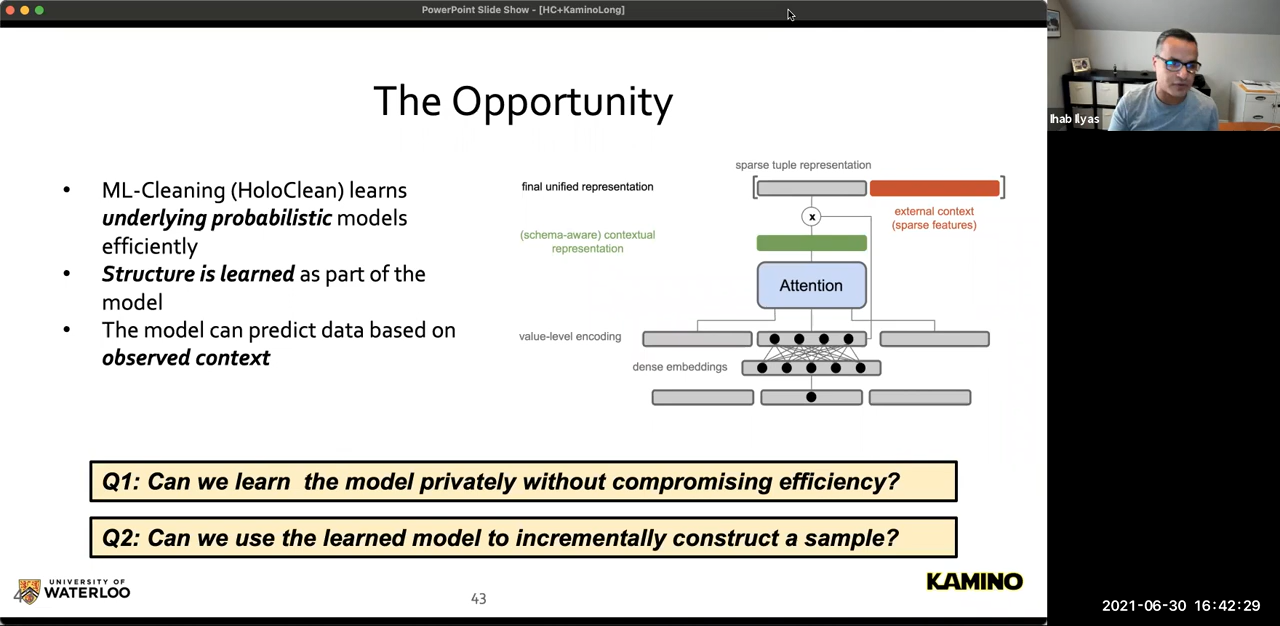 PowerPoint Slide Show - [HC+KaminoLong]
The Opportunity
• ML-Cleaning (HoloClean) learns
underlying probabilistic models
efficiently
• Structure is learned as part of the
model
• The model can predict data based on
observed context
sparse tuple representation
final unified representation
x
external context
(sparse features)
(schema-aware) contextual
representation
Attention
value-level encoding
dense embeddings
Q1: Can we learn the model privately without compromising efficiency?
Q2: Can we use the learned model to incrementally construct a sample?
UNIVERSITY OF
WATERLOO
43
KAMINO
Ihab Ilyas
2021-06-30 16:42:29